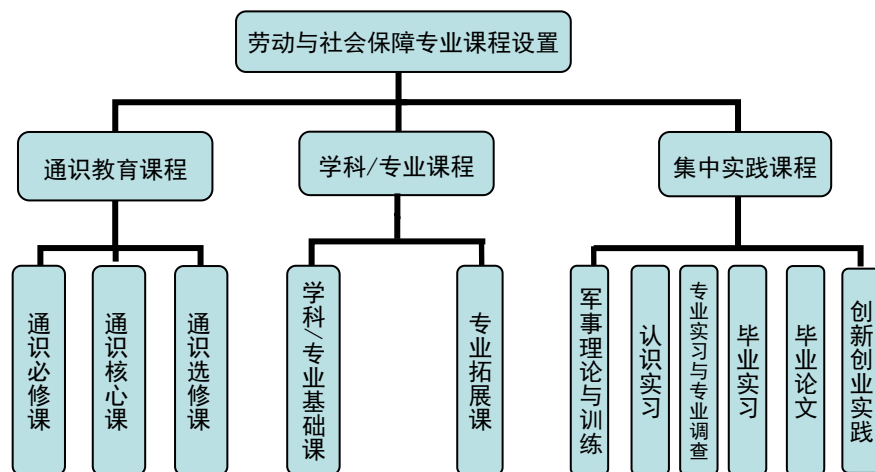 劳动与社会保障专业课程设置
通识教育课程
学科/专业课程
集中实践课程
通识必修课
通识核心课
通识选修课
学科/专业基础课
专业拓展课
军事理论与训练
认识实习
专业实习与专业调查
毕业实习
毕业论文
创新创业实践